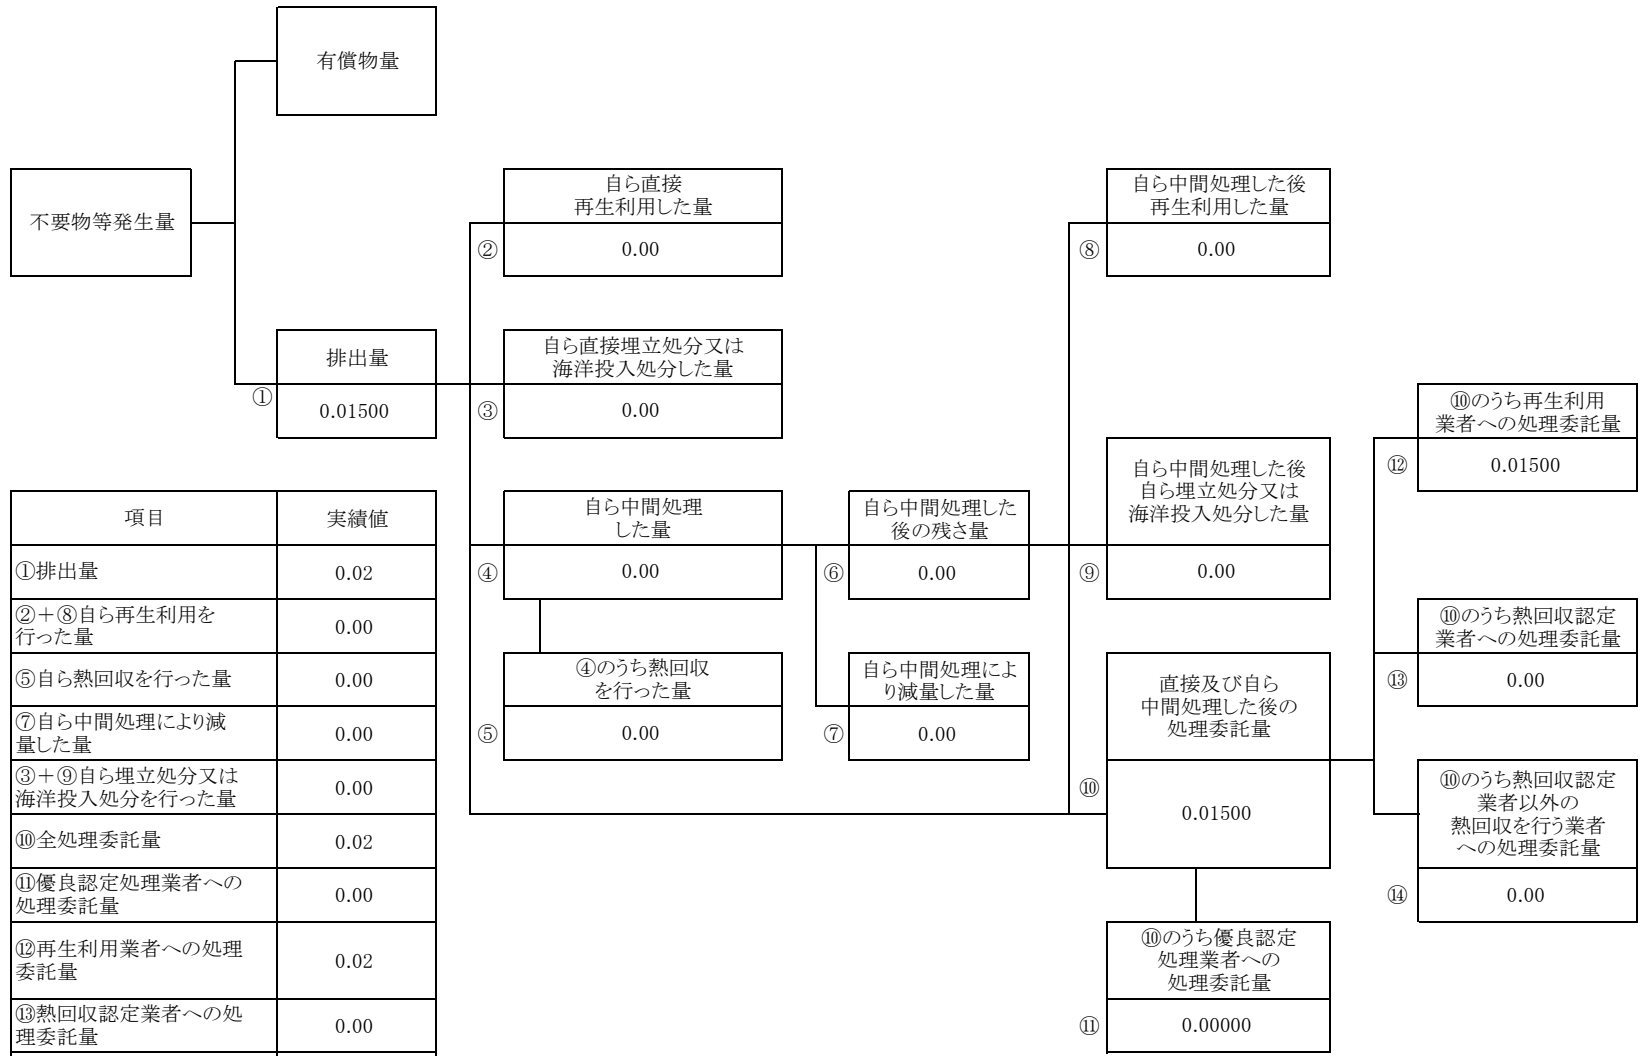 有償物量
不要物等発生量
自ら直接
再生利用した量
②
0.00
自ら中間処理した後
再生利用した量
⑧
0.00
排出量
①
0.01500
自ら直接埋立処分又は
海洋投入処分した量
③
0.00
⑩のうち再生利用
業者への処理委託量
⑫
0.01500
自ら中間処理
した量
④
0.00
自ら中間処理した
後の残さ量
⑥
0.00
自ら中間処理した後
自ら埋立処分又は
海洋投入処分した量
⑨
0.00
⑩のうち熱回収認定
業者への処理委託量
⑬
0.00
④のうち熱回収
を行った量
⑤
0.00
自ら中間処理によ
り減量した量
⑦
0.00
直接及び自ら
中間処理した後の
処理委託量
⑩
0.01500
⑩のうち熱回収認定
業者以外の
熱回収を行う業者
への処理委託量
⑭
0.00
⑩のうち優良認定
処理業者への
処理委託量
⑪
0.00000
項目 実績値
①排出量 0.02
②＋⑧自ら再生利用を
行った量 0.00
⑤自ら熱回収を行った量 0.00
⑦自ら中間処理により減
量した量 0.00
③＋⑨自ら埋立処分又は
海洋投入処分を行った量 0.00
⑩全処理委託量 0.02
⑪優良認定処理業者への
処理委託量 0.00
⑫再生利用業者への処理
委託量 0.02
⑬熱回収認定業者への処
理委託量 0.00